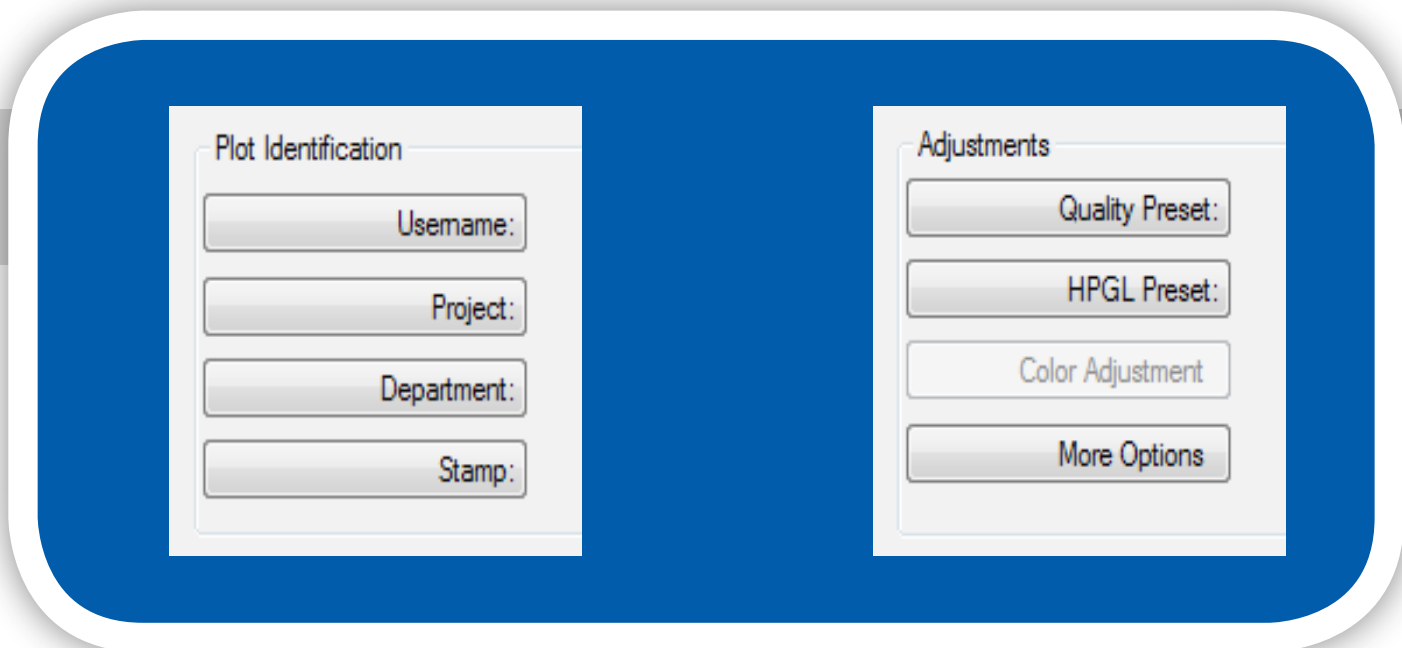 Plot Identification
Username:
Project:
Department:
Stamp:
Adjustments
Quality Preset:
HPGL Preset:
Color Adjustment
More Options